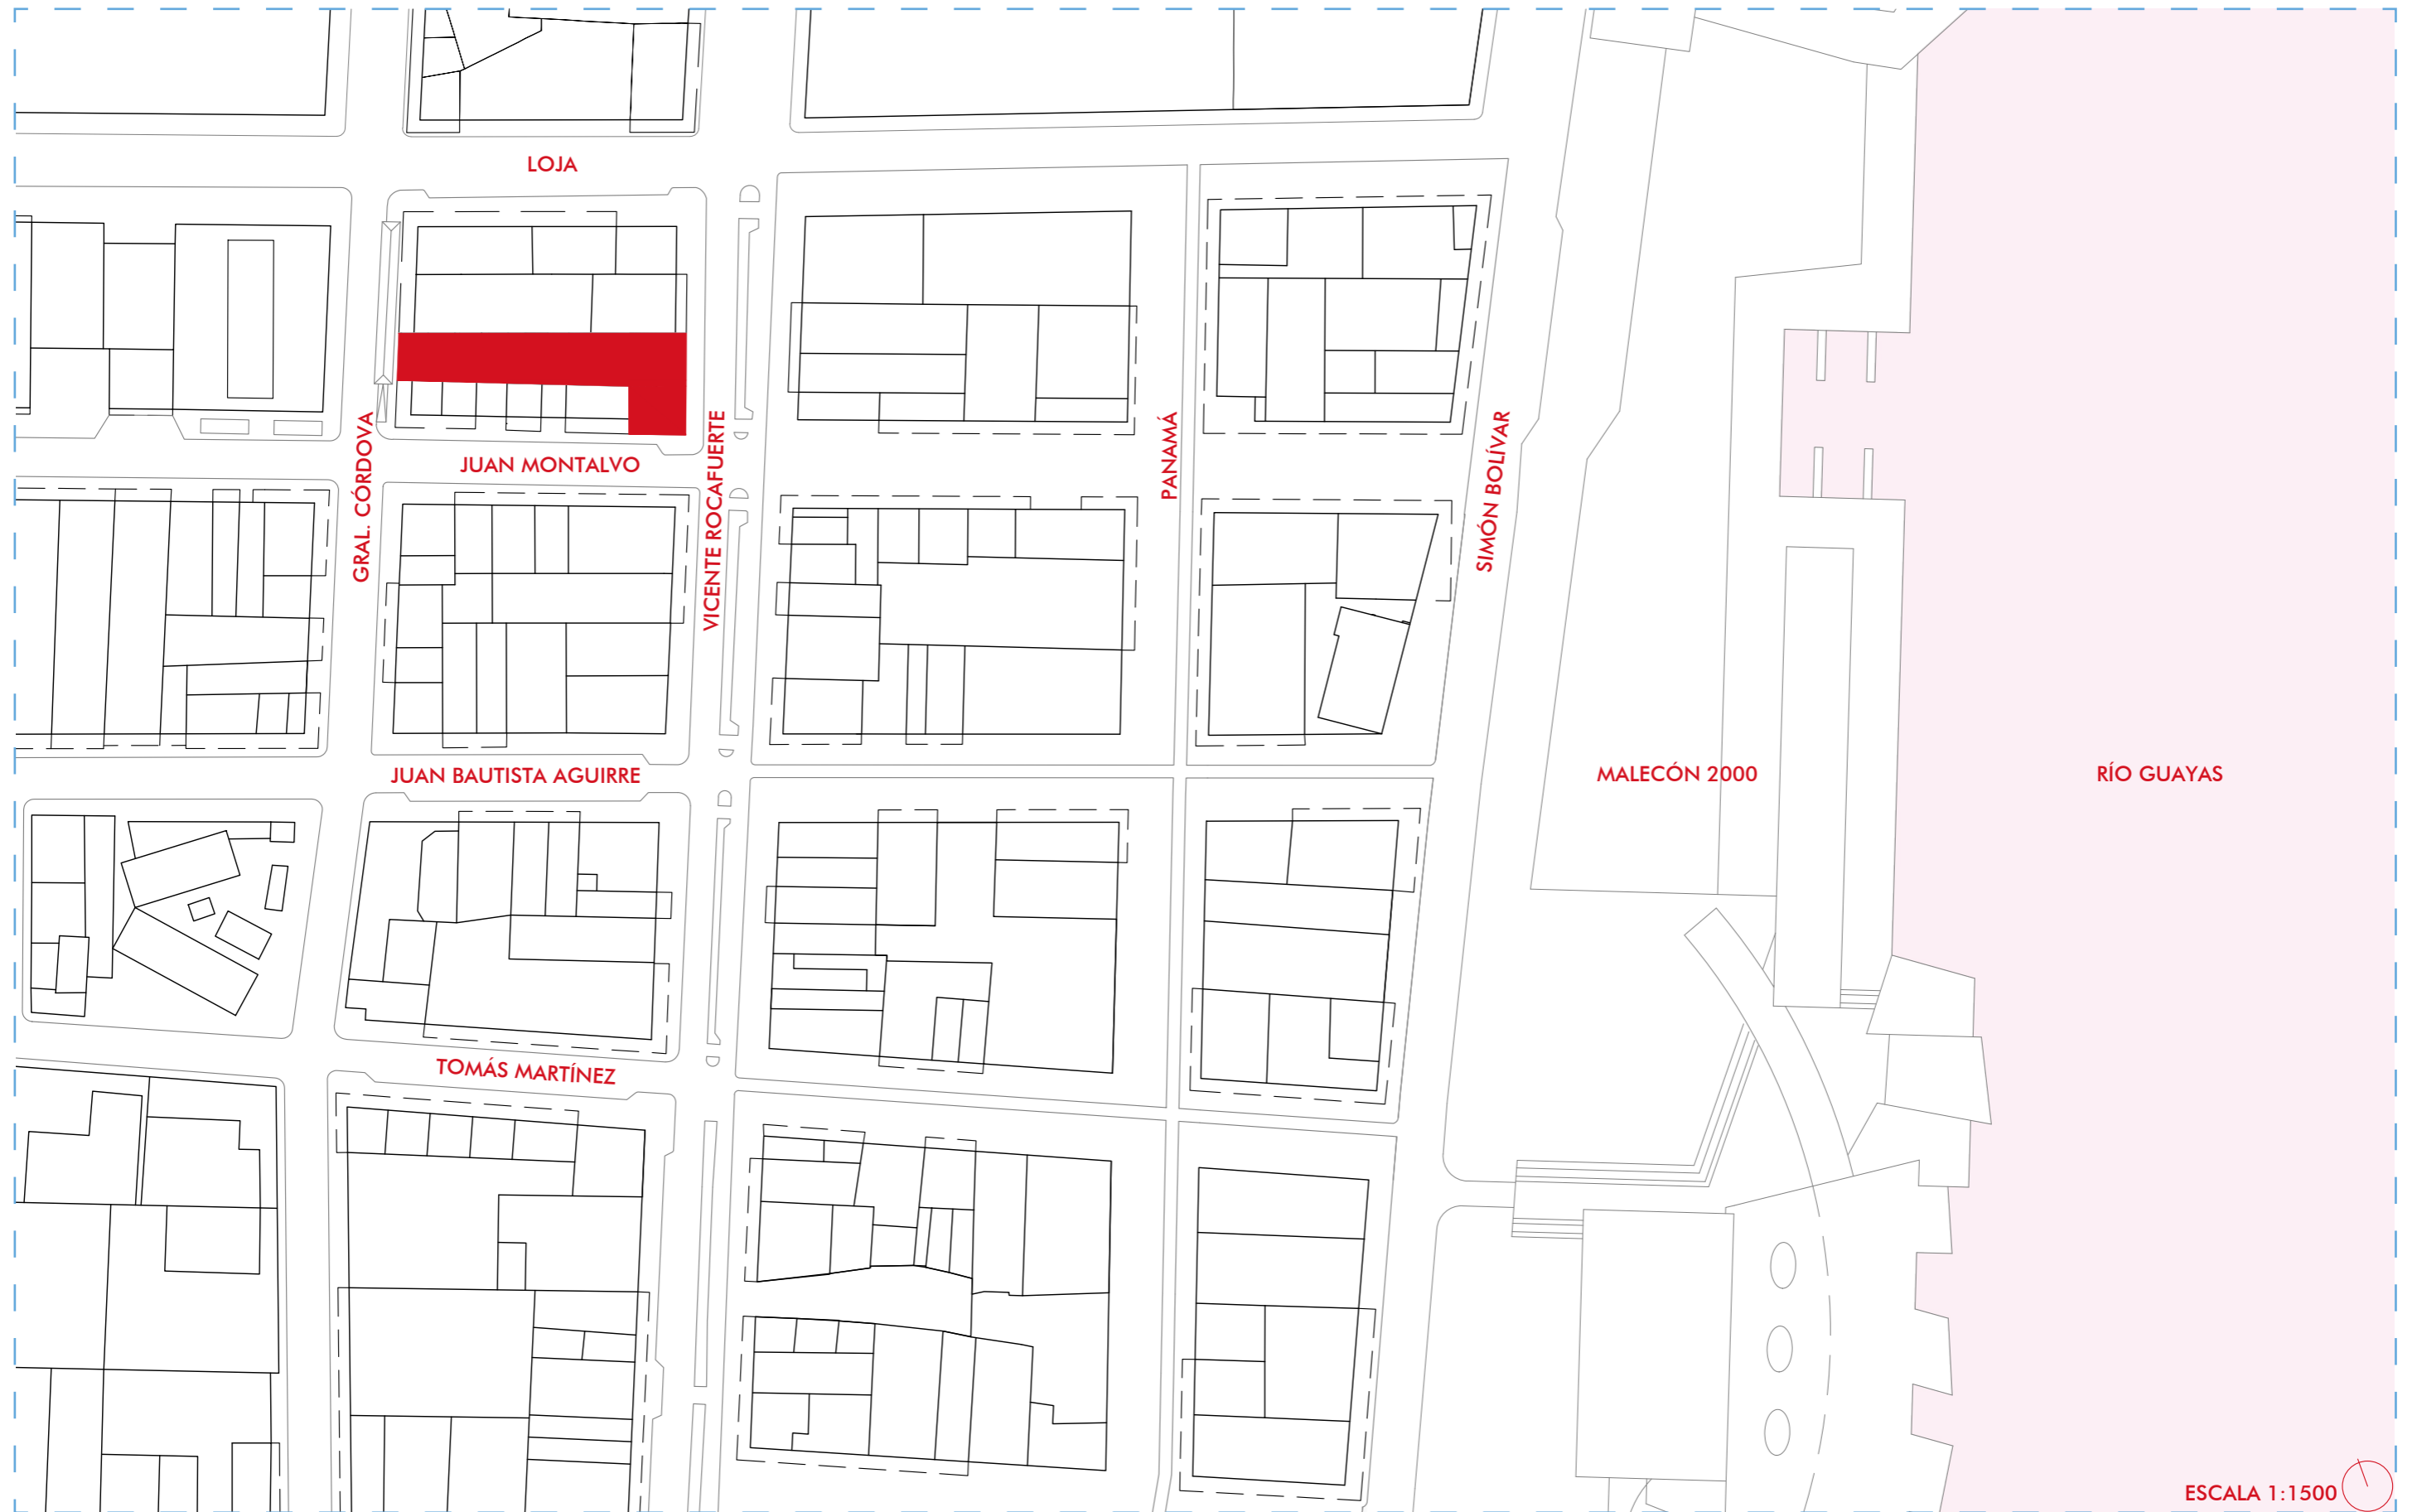 LOJA
GRAL. CÓRDOVA
JUAN MONTALVO
VICENTE ROCAFUERTE
PANAMÁ
SIMÓN BOLÍVAR
JUAN BAUTISTA AGUIRRE
MALECÓN 2000
RÍO GUAYAS
TOMÁS MARTÍNEZ
ESCALA 1:1500